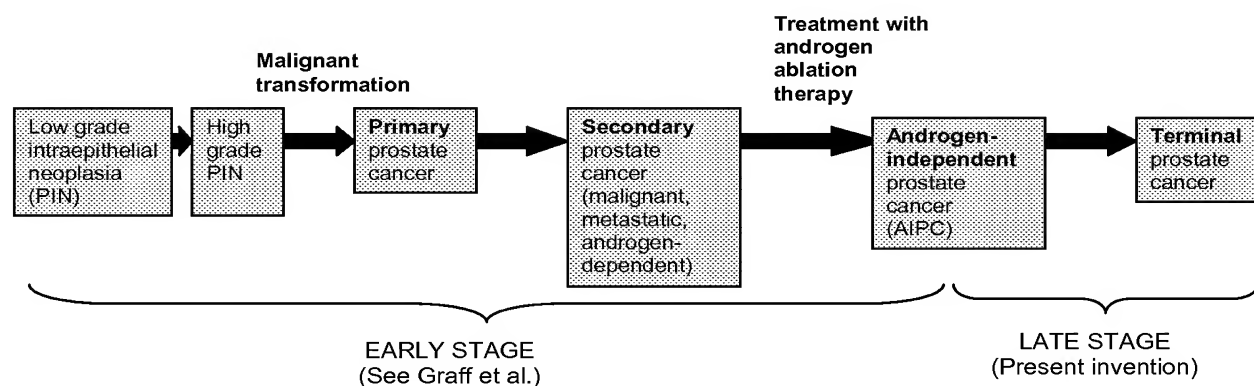 Malignant
transformation
Treatment with
androgen
ablation
therapy
Low grade
intraepithelial
neoplasia
(PIN)
High
grade
PIN
Primary
prostate
cancer
Secondary
prostate
cancer
(malignant,
metastatic,
androgen-
dependent)
Androgen-
independent
prostate
cancer
(AIPC)
Terminal
prostate
cancer
EARLY STAGE
(See Graff et al.)
LATE STAGE
(Present invention)